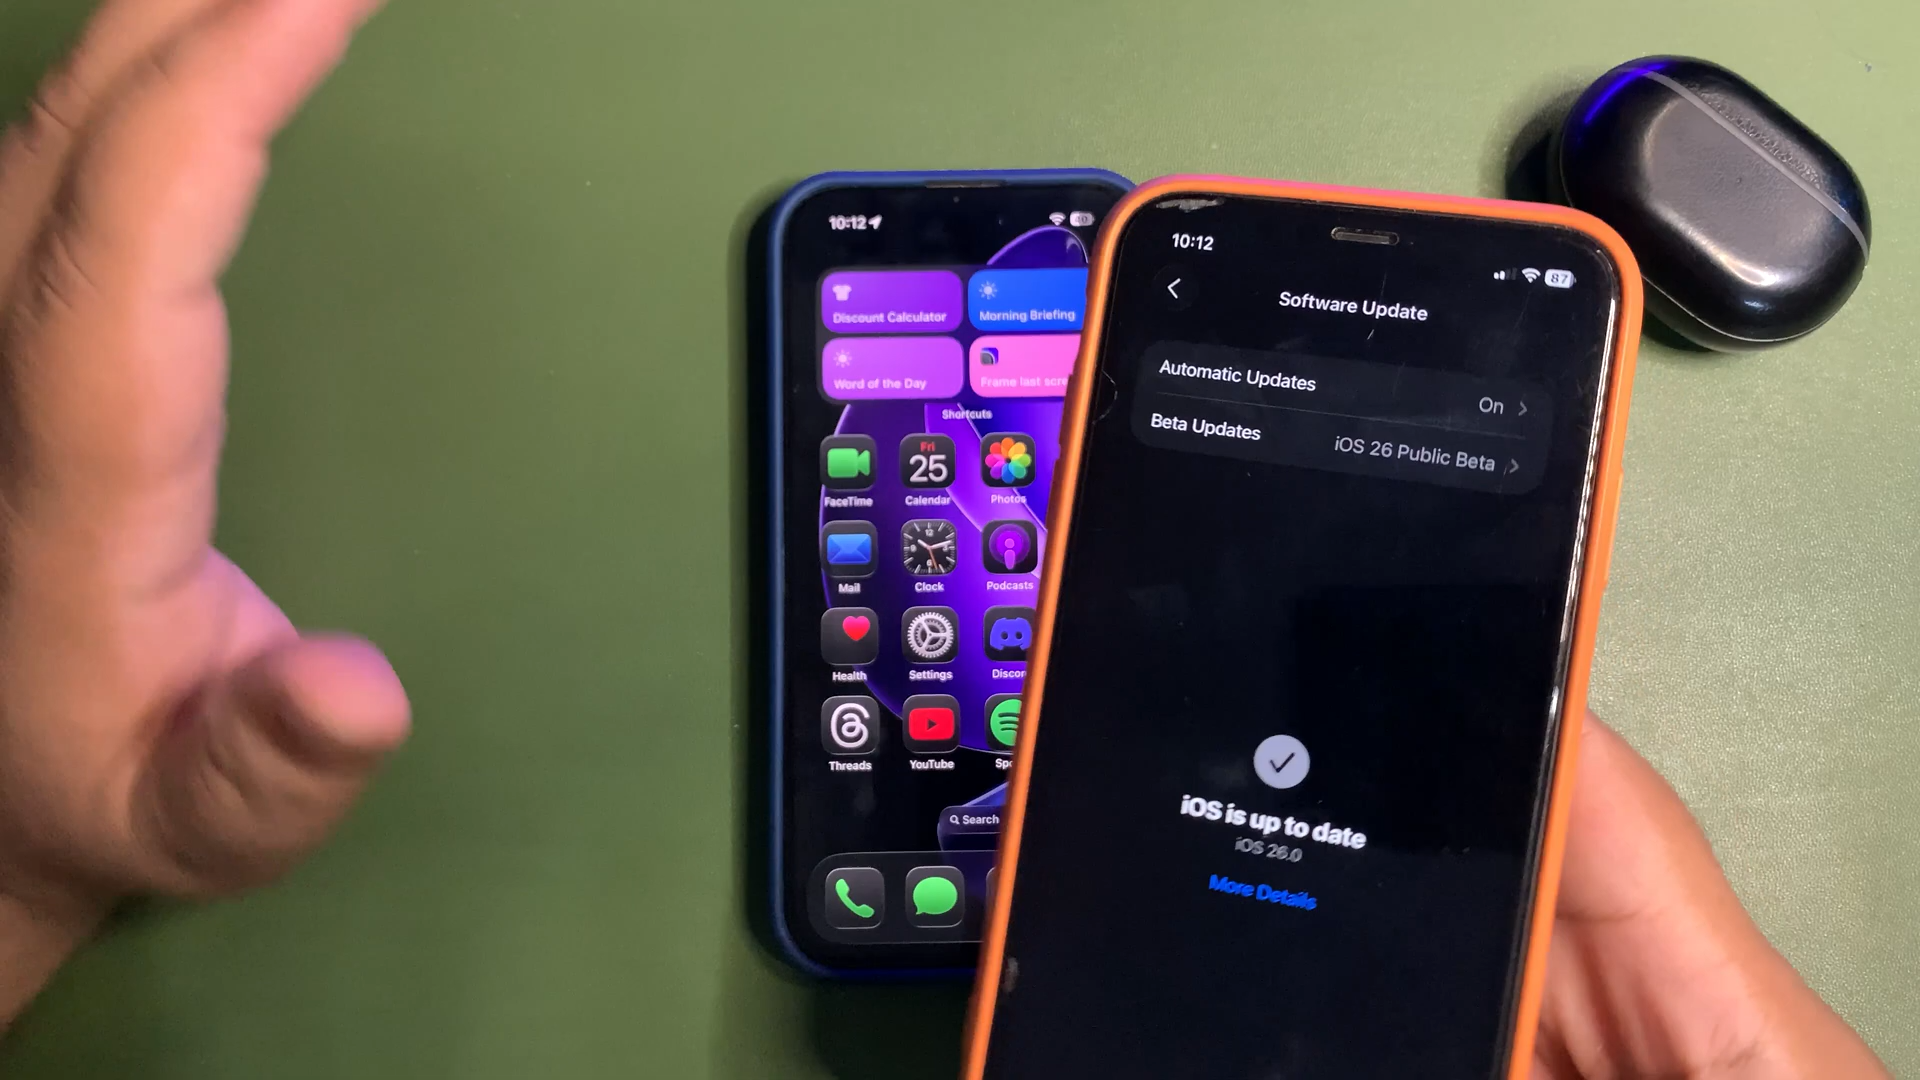 10:12
80
Discount Calculator
Morning Briefing
Word of the Day
Frame last scre
Shortcuts
Fri
25
FaceTime
Calendar
Photos
12
Mail
Clock
Podcasts
Health
Settings
Discor
Threads
YouTube
Spo
Search
10:12
87
Software Update
Automatic Updates
On
Beta Updates
iOS 26 Public Beta
iOS is up to date
iOS 26.0
More Details